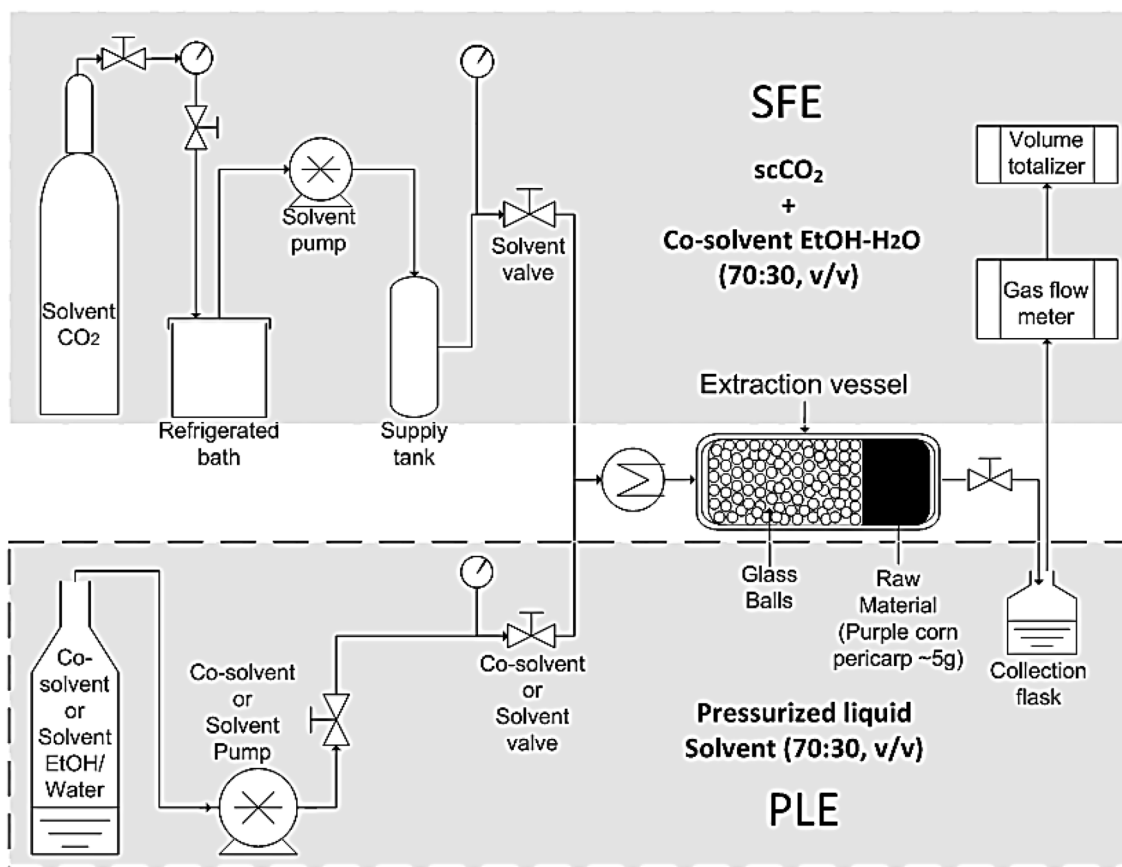 SFE
scCO₂
+
Co-solvent EtOH-H₂O
(70:30, v/v)
Volume
totalizer
Gas flow
meter
Solvent
pump
Solvent
valve
Solvent
CO₂
Refrigerated
bath
Supply
tank
Extraction vessel
Glass
Balls
Raw
Material
(Purple corn
pericarp ~5g)
Collection
flask
Co-
solvent
or
Solvent
EtOH/
Water
Co-solvent
or
Solvent
Pump
Co-solvent
or
Solvent
valve
Pressurized liquid
Solvent (70:30, v/v)
PLE